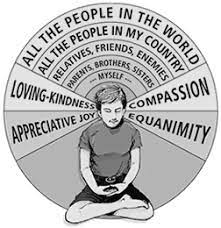 ALL THE PEOPLE IN THE WORLD
ALL THE PEOPLE IN MY COUNTRY
RELATIVES, FRIENDS, ENEMIES
PARENTS, BROTHERS, SISTERS
MYSELF
LOVING-KINDNESS
COMPASSION
APPRECIATIVE JOY
EQUANIMITY